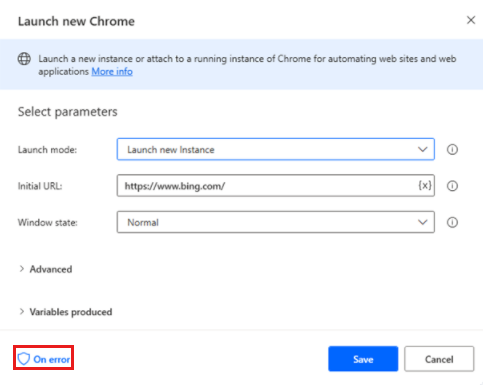 Launch new Chrome
Launch a new instance or attach to a running instance of Chrome for automating web sites and web
applications More info
Select parameters
Launch mode: Launch new Instance
Initial URL: https://www.bing.com/ {x}
Window state: Normal
Advanced
Variables produced
On error Save Cancel